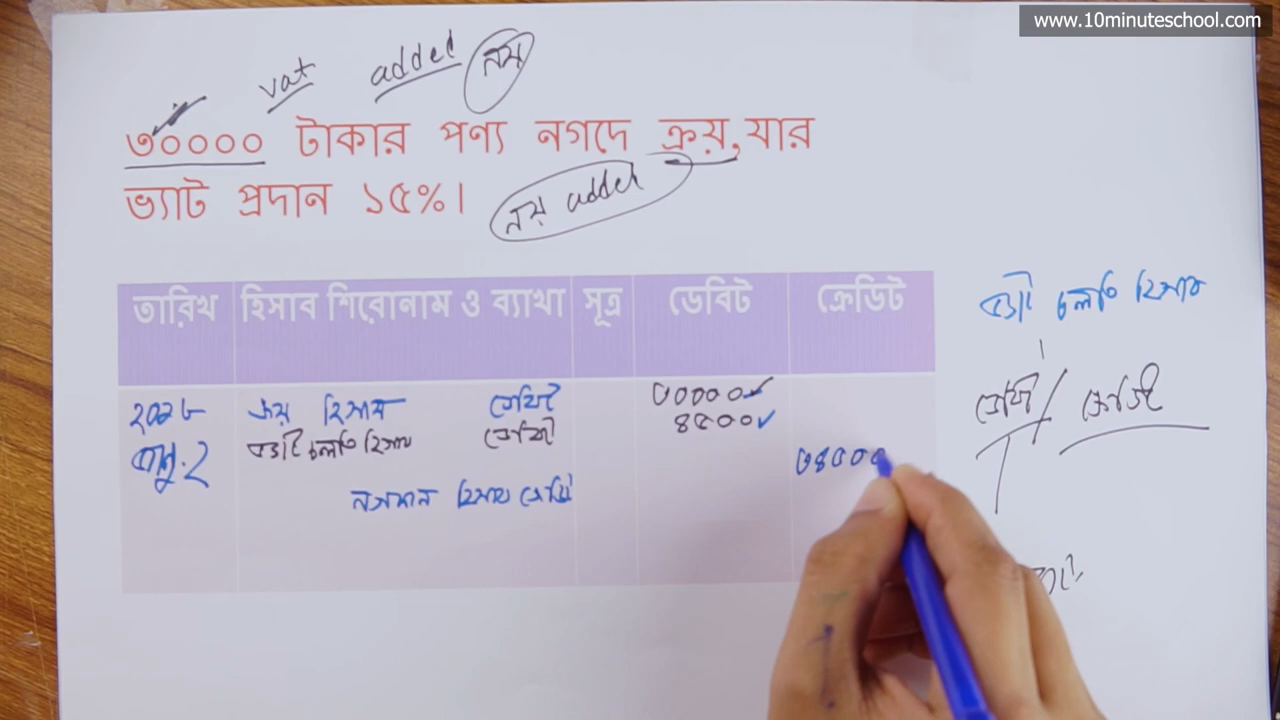 www.10minuteschool.com
vat added নয়
৩০০০০ টাকার পণ্য নগদে ক্রয়,যার
ভ্যাট প্রদান ১৫%।
নয় added
তারিখ হিসাব শিরোনাম ও ব্যাখা সূত্র ডেবিট ক্রেডিট
ভ্যাট চলতি হিসাব
২০১৮ ক্রয় হিসাব ডেবিট ৩০০০০
জানু. ২ ভ্যাট চলতি হিসাব ডেবিট ৪৫০০
নগদান হিসাব ক্রেডিট ৩৪৫০০
ডেবিট / ক্রেডিট